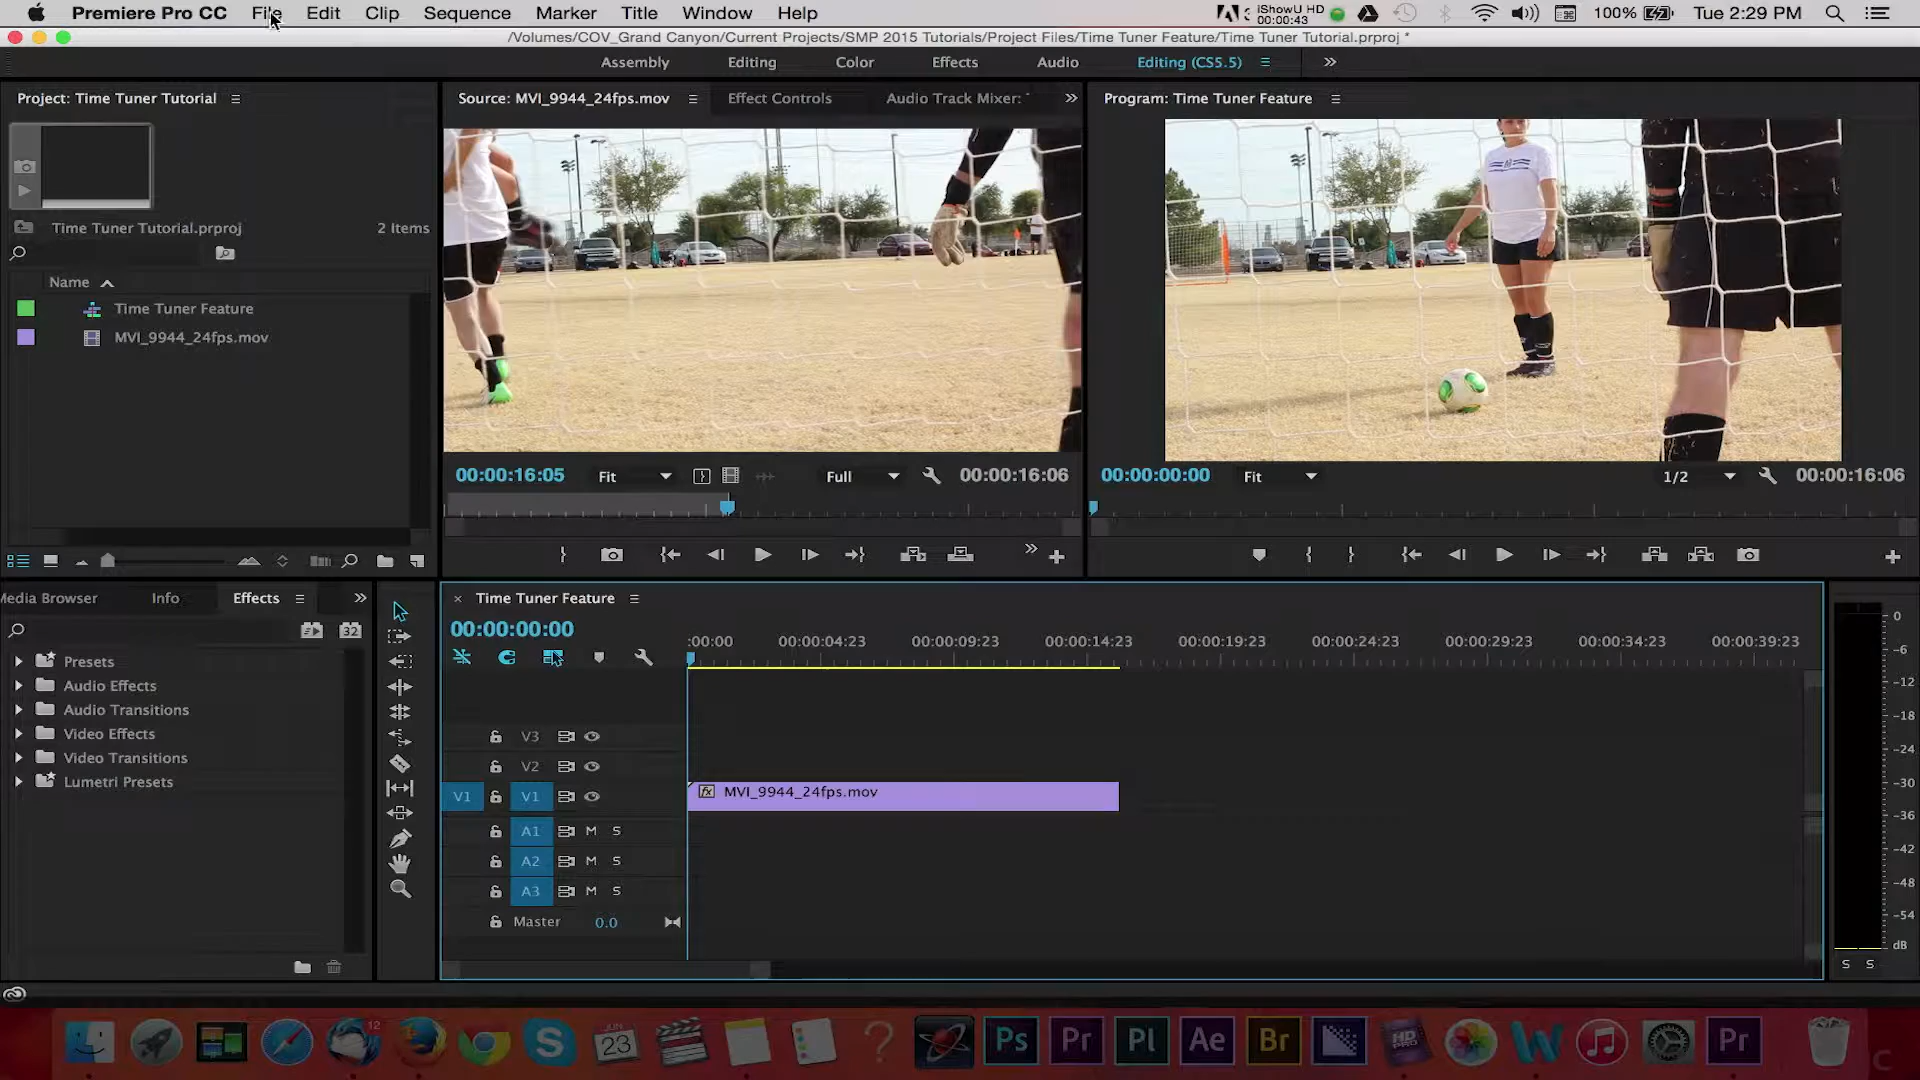 Premiere Pro CC File Edit Clip Sequence Marker Title Window Help 3 iShowU HD 00:00:43 100% Tue 2:29 PM
/Volumes/COV_Grand Canyon/Current Projects/SMP 2015 Tutorials/Project Files/Time Tuner Feature/Time Tuner Tutorial.prproj *
Assembly Editing Color Effects Audio Editing (CS5.5)
Project: Time Tuner Tutorial
Source: MVI_9944_24fps.mov Effect Controls Audio Track Mixer:
Program: Time Tuner Feature
Time Tuner Tutorial.prproj 2 Items
Name
Time Tuner Feature
MVI_9944_24fps.mov
00:00:16:05 Fit Full 00:00:16:06
00:00:00:00 Fit 1/2 00:00:16:06
Media Browser Info Effects
32
Presets
Audio Effects
Audio Transitions
Video Effects
Video Transitions
Lumetri Presets
Time Tuner Feature
00:00:00:00
:00:00 00:00:04:23 00:00:09:23 00:00:14:23 00:00:19:23 00:00:24:23 00:00:29:23 00:00:34:23 00:00:39:23
V3
V2
V1 V1 fx MVI_9944_24fps.mov
A1 M S
A2 M S
A3 M S
Master 0.0
0
-6
-12
-18
-24
-30
-36
-42
-48
-54
dB
S S
12 JUN 23 Ps Pr Pl Ae Br HD PRO Pr